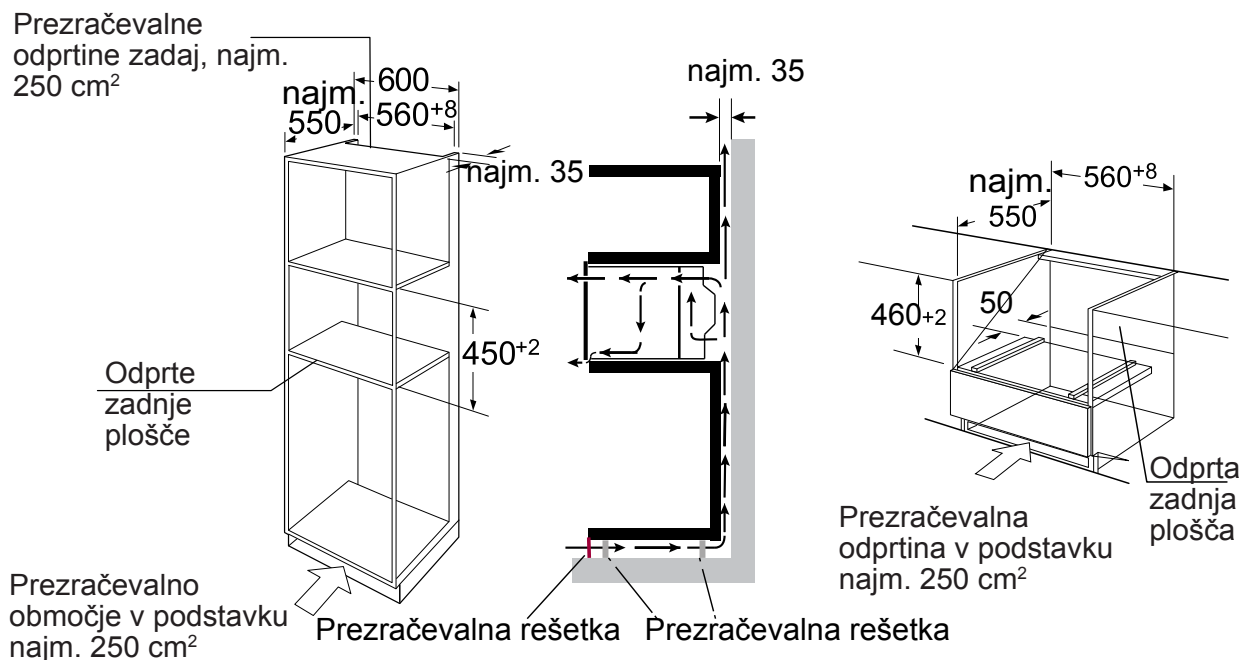 Prezračevalne
odprtine zadaj, najm.
250 cm²
600
najm.
550
560+8
najm. 35
450+2
Odprte
zadnje
plošče
Prezračevalno
območje v podstavku
najm. 250 cm²
najm. 35
Prezračevalna rešetka
Prezračevalna rešetka
najm.
550
560+8
460+2
50
Odprta
zadnja
plošča
Prezračevalna
odprtina v podstavku
najm. 250 cm²